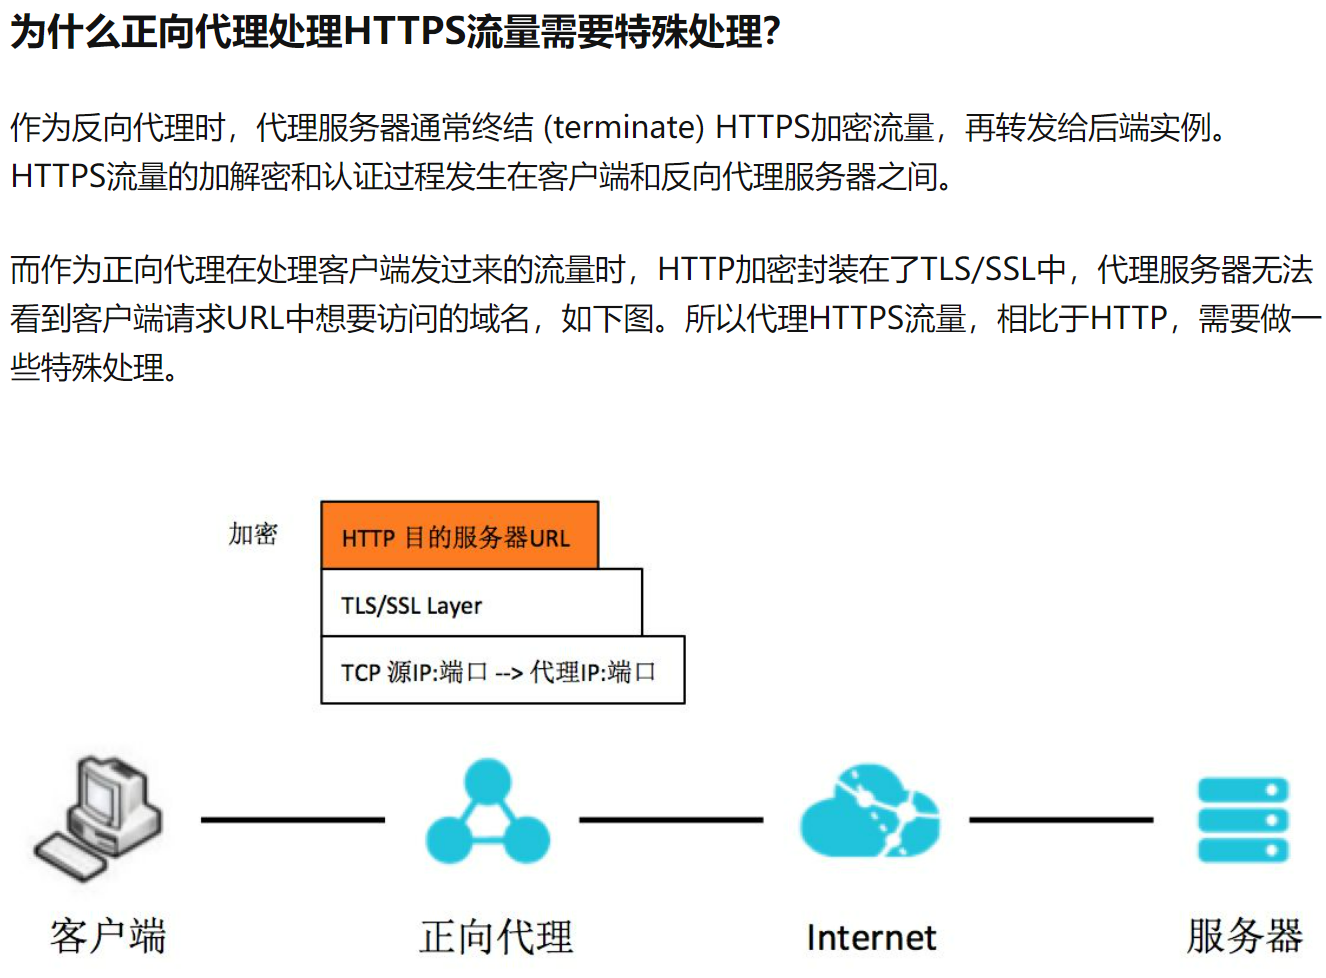 为什么正向代理处理HTTPS流量需要特殊处理？
作为反向代理时，代理服务器通常终结 (terminate) HTTPS加密流量，再转发给后端实例。
HTTPS流量的加解密和认证过程发生在客户端和反向代理服务器之间。
而作为正向代理在处理客户端发过来的流量时，HTTP加密封装在了TLS/SSL中，代理服务器无法
看到客户端请求URL中想要访问的域名，如下图。所以代理HTTPS流量，相比于HTTP，需要做一
些特殊处理。
加密
HTTP 目的服务器URL
TLS/SSL Layer
TCP 源IP:端口 --> 代理IP:端口
客户端
正向代理
Internet
服务器